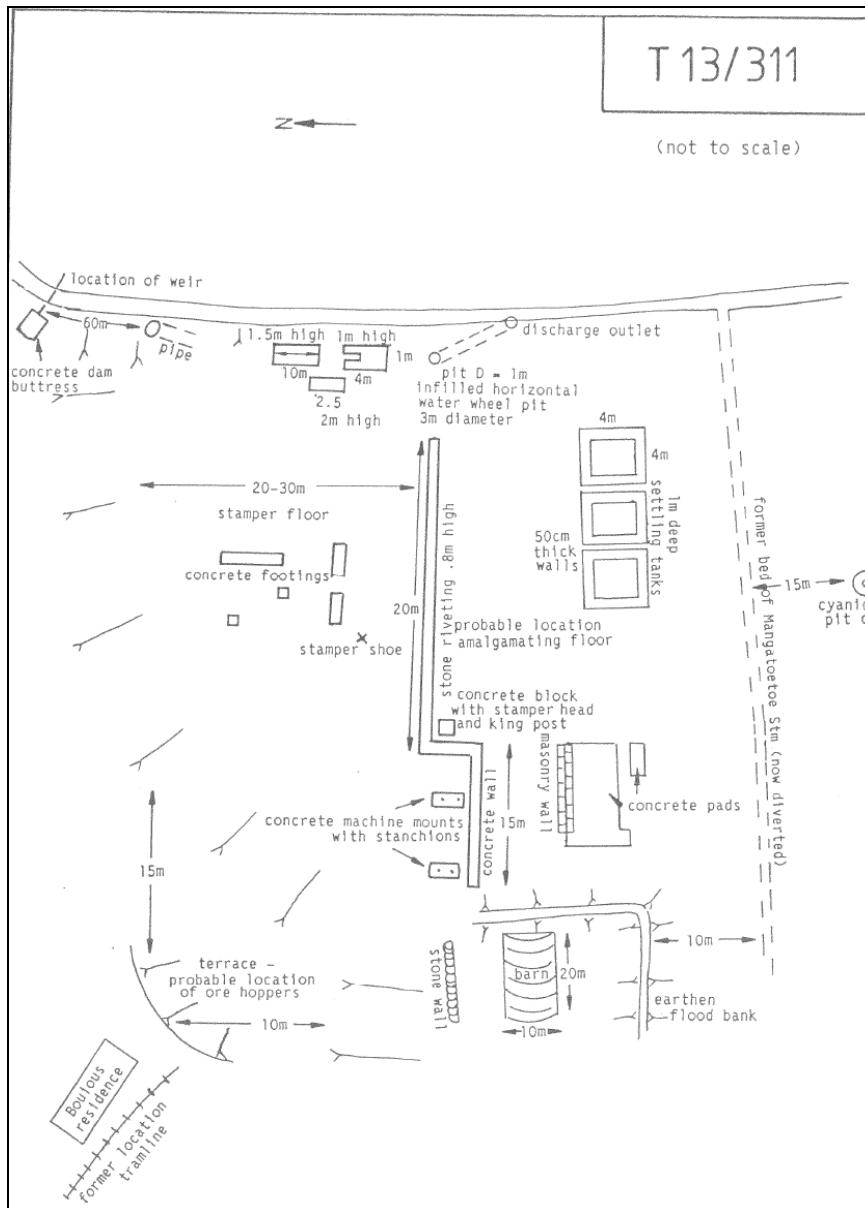 T 13/311
(not to scale)
N
location of weir
60m
pipe
concrete dam
buttress
1.5m high
10m
1m high
1m
4m
2.5
2m high
discharge outlet
pit D = 1m
infilled horizontal
water wheel pit
3m diameter
4m
4m
1m deep
settling tanks
50cm
thick
walls
20-30m
stamper floor
concrete footings
stamper shoe
20m
stone riveting .8m high
probable location
amalgamating floor
former bed of Mangatoetoe Stm (now diverted)
15m
pit
concrete block
with stamper head
and king post
concrete wall
15m
masonry wall
concrete pads
concrete machine mounts
with stanchions
15m
terrace -
probable location
of ore hoppers
10m
stone wall
barn
20m
10m
10m
earthen
flood bank
Boujous
residence
former location
tramline